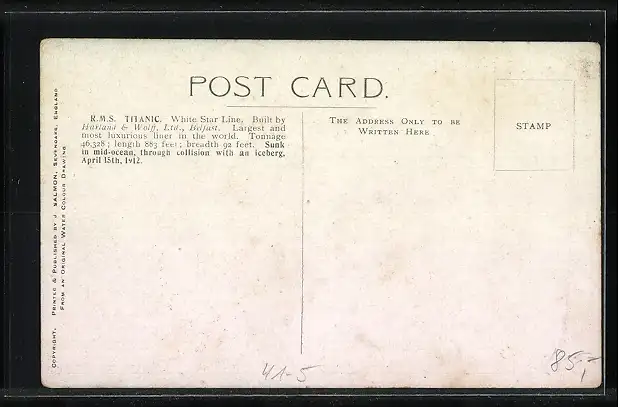 POST CARD.
R.M.S. TITANIC. White Star Line. Built by
Harland & Wolff, Ltd., Belfast. Largest and
most luxurious liner in the world. Tonnage
46,328; length 883 feet; breadth 92 feet. Sunk
in mid-ocean, through collision with an iceberg,
April 15th, 1912.
THE ADDRESS ONLY TO BE
WRITTEN HERE
STAMP
COPYRIGHT. PRINTED & PUBLISHED BY J. SALMON, SEVENOAKS, ENGLAND
FROM AN ORIGINAL WATER COLOUR DRAWING
41-5
85,-